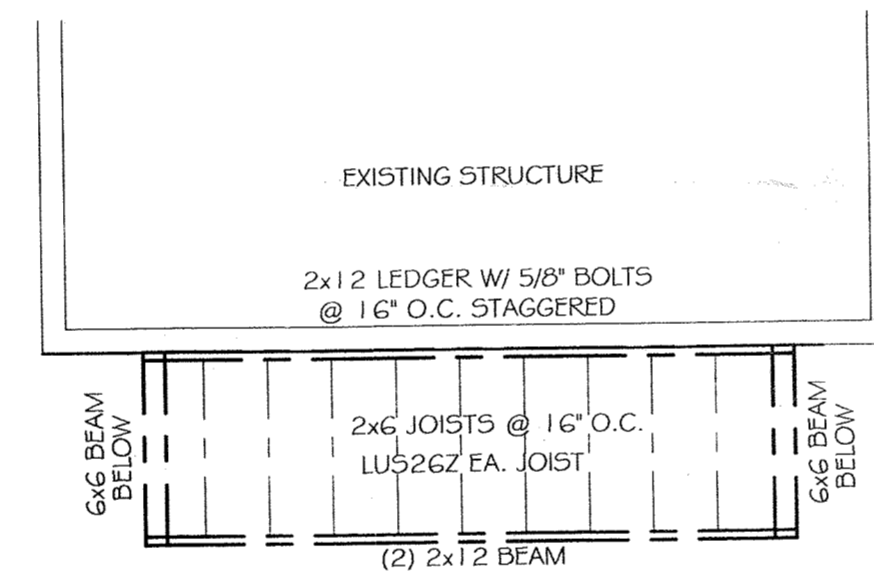 EXISTING STRUCTURE
2x12 LEDGER W/ 5/8" BOLTS
@ 16" O.C. STAGGERED
6x6 BEAM
BELOW
2x6 JOISTS @ 16" O.C.
LUS26Z EA. JOIST
6x6 BEAM
BELOW
(2) 2x12 BEAM